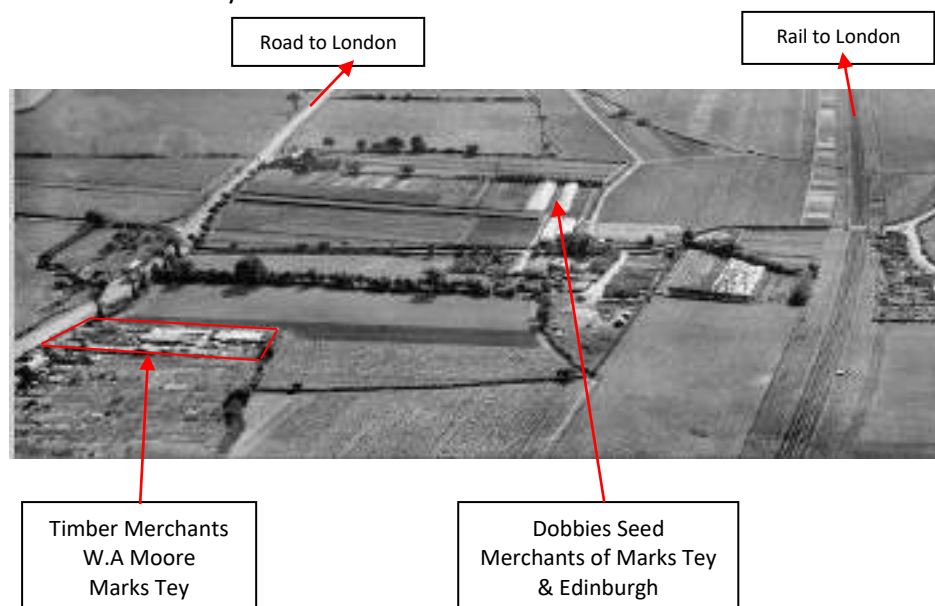 Road to London
Rail to London
Timber Merchants
W.A Moore
Marks Tey
Dobbies Seed
Merchants of Marks Tey
& Edinburgh